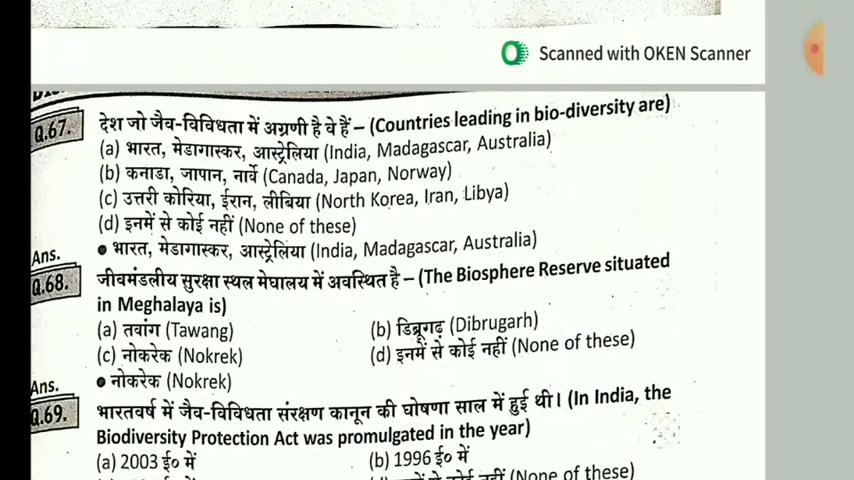 Scanned with OKEN Scanner
Q.67. देश जो जैव-विविधता में अग्रणी है वे हैं – (Countries leading in bio-diversity are)
(a) भारत, मेडागास्कर, आस्ट्रेलिया (India, Madagascar, Australia)
(b) कनाडा, जापान, नार्वे (Canada, Japan, Norway)
(c) उत्तरी कोरिया, ईरान, लीबिया (North Korea, Iran, Libya)
(d) इनमें से कोई नहीं (None of these)
Ans. ● भारत, मेडागास्कर, आस्ट्रेलिया (India, Madagascar, Australia)
Q.68. जीवमंडलीय सुरक्षा स्थल मेघालय में अवस्थित है – (The Biosphere Reserve situated
in Meghalaya is)
(a) तवांग (Tawang) (b) डिब्रूगढ़ (Dibrugarh)
(c) नोकरेक (Nokrek) (d) इनमें से कोई नहीं (None of these)
Ans. ● नोकरेक (Nokrek)
Q.69. भारतवर्ष में जैव-विविधता संरक्षण कानून की घोषणा साल में हुई थी। (In India, the
Biodiversity Protection Act was promulgated in the year)
(a) 2003 ई० में (b) 1996 ई० में
(None of these)